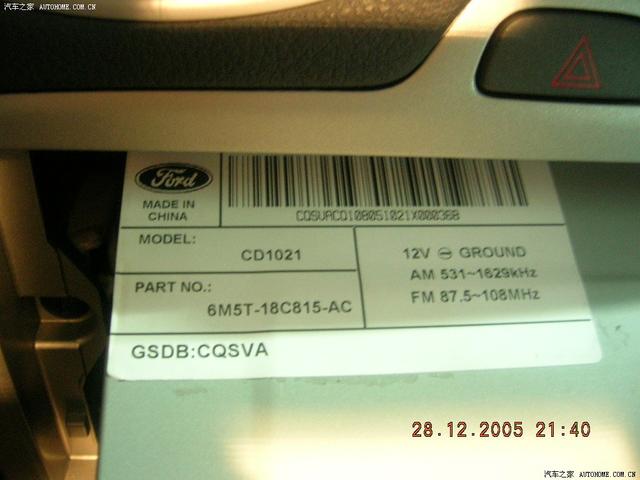 汽车之家 AUTOHOME.COM.CN
Ford
MADE IN
CHINA
CQSVACQ108051021X000388
MODEL:
CD1021
PART NO.:
6M5T-18C815-AC
12V ⊖ GROUND
AM 531~1629kHz
FM 87.5~108MHz
GSDB:CQSVA
28.12.2005 21:40
汽车之家 AUTOHOME.COM.CN